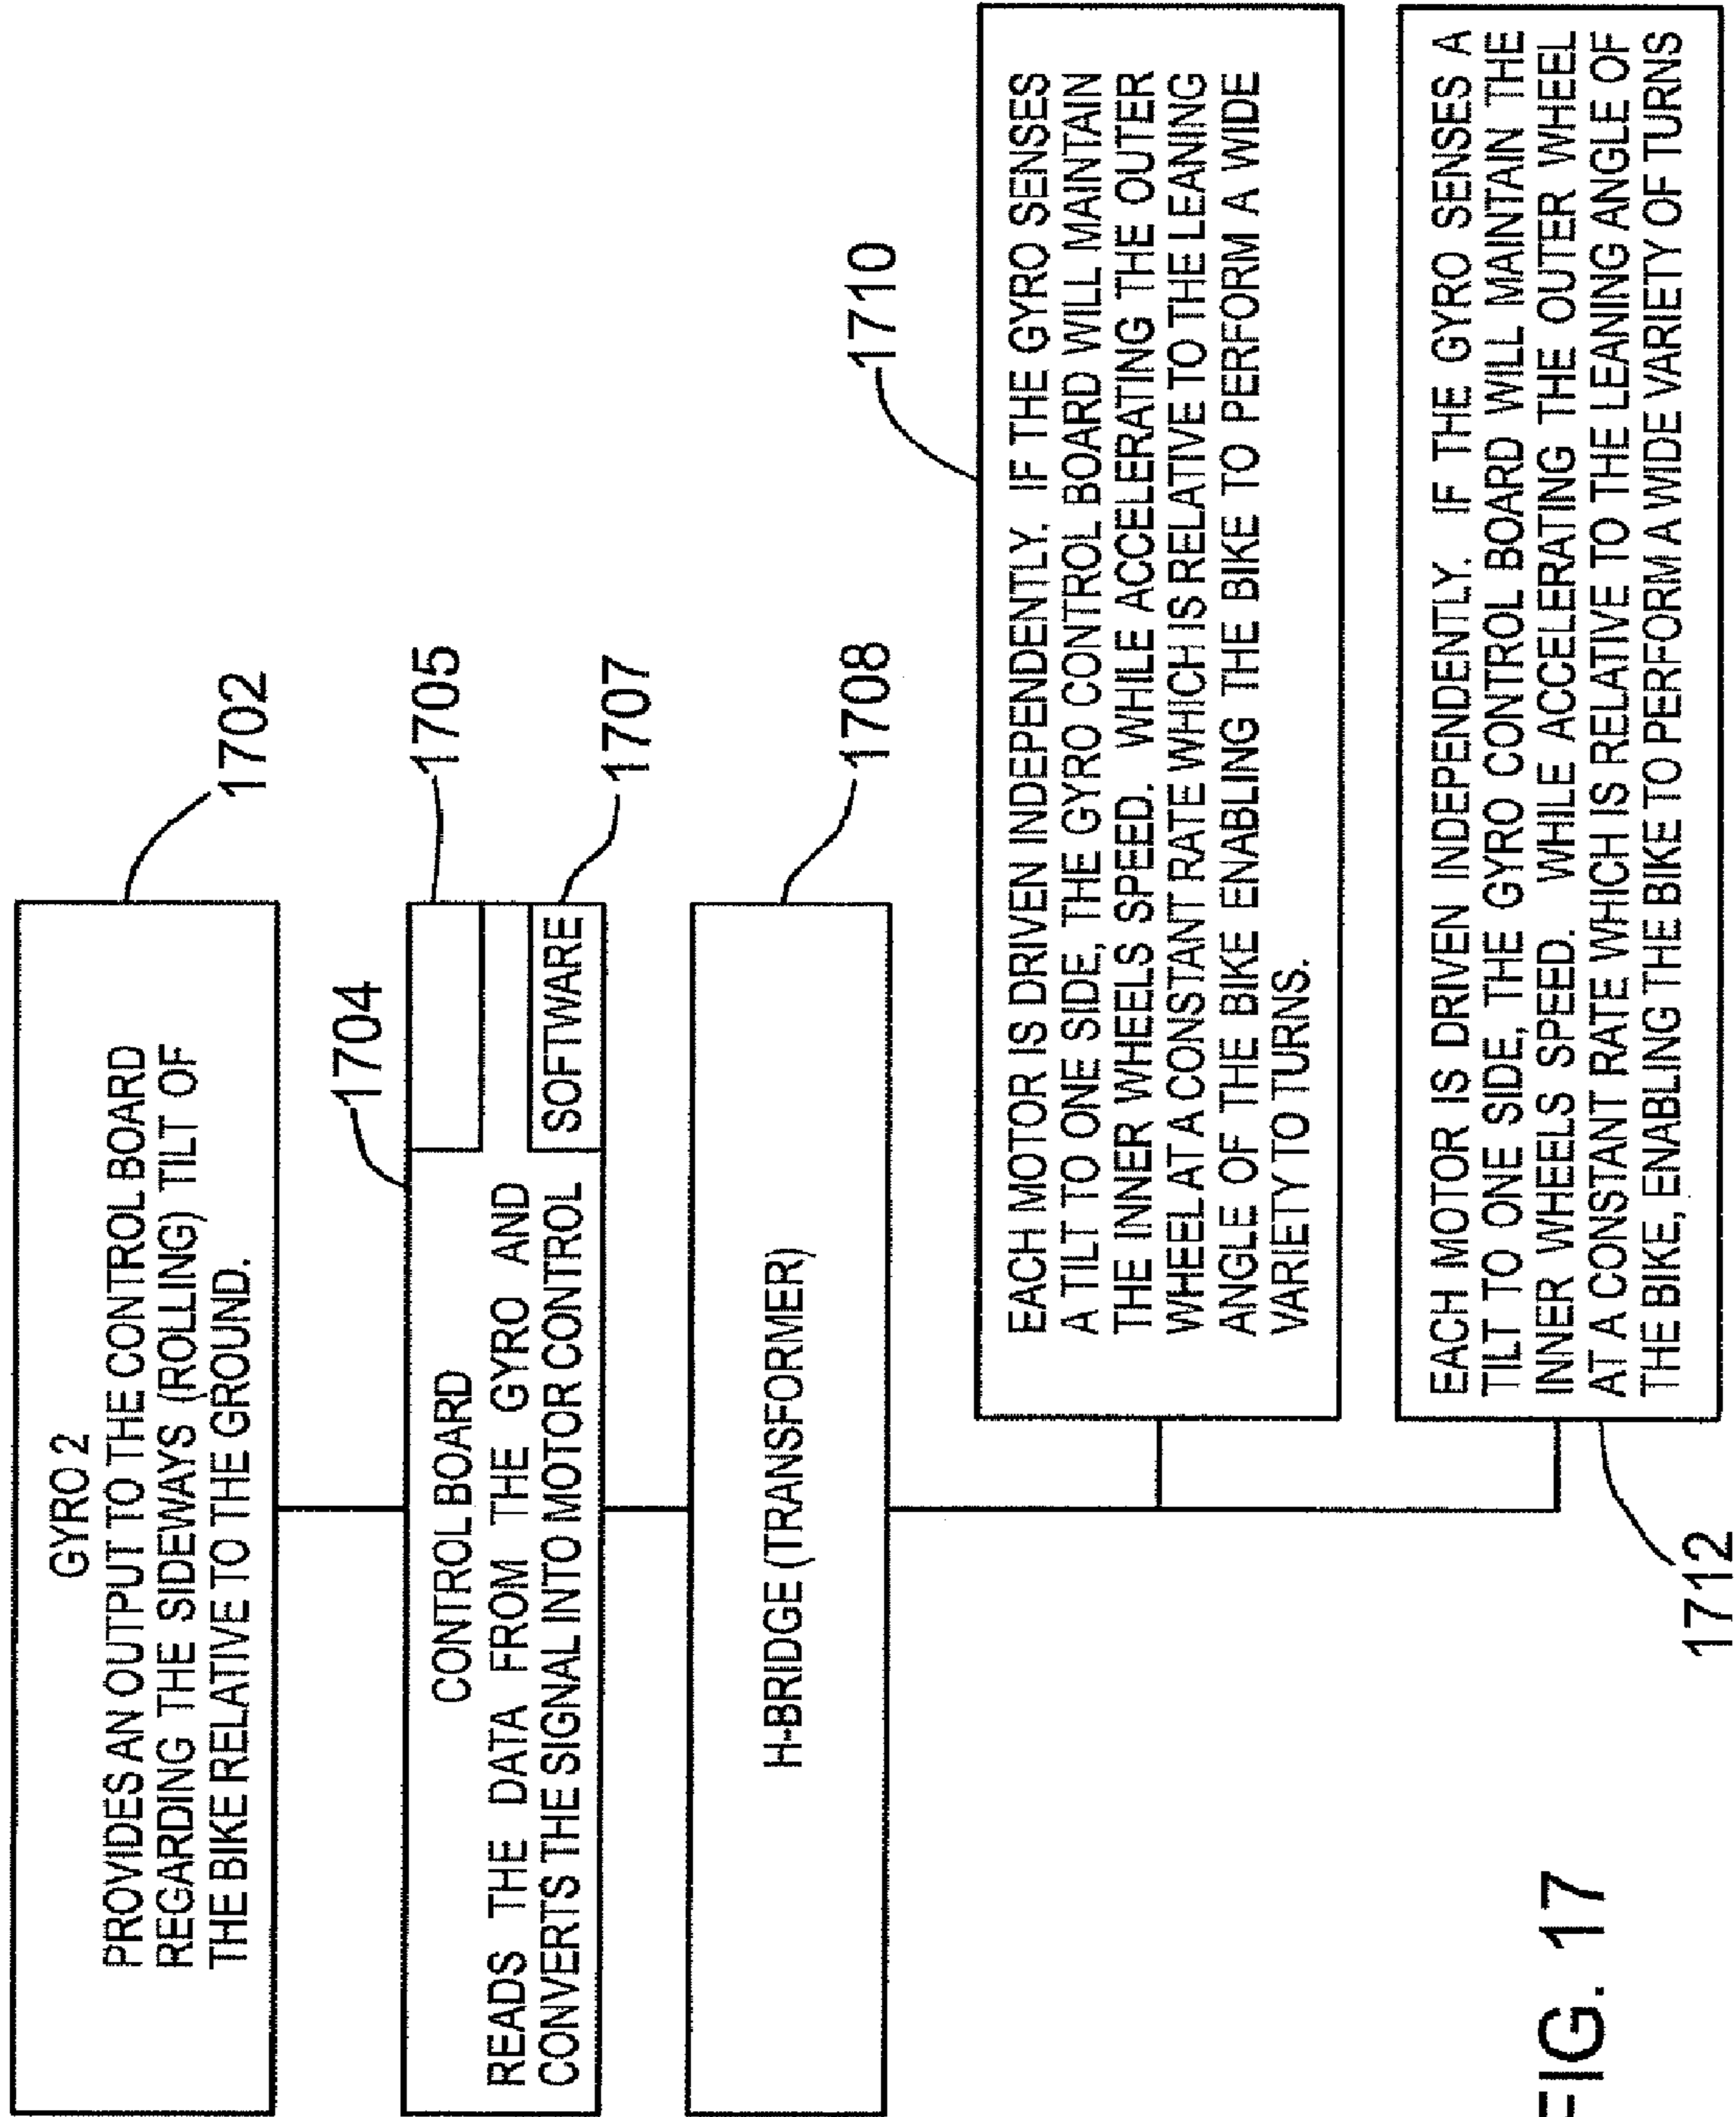 GYRO 2
PROVIDES AN OUTPUT TO THE CONTROL BOARD
REGARDING THE SIDEWAYS (ROLLING) TILT OF
THE BIKE RELATIVE TO THE GROUND.
1702
1704
CONTROL BOARD
READS THE DATA FROM THE GYRO AND
CONVERTS THE SIGNAL INTO MOTOR CONTROL
1705
SOFTWARE
1707
H-BRIDGE (TRANSFORMER)
1708
1710
EACH MOTOR IS DRIVEN INDEPENDENTLY. IF THE GYRO SENSES
A TILT TO ONE SIDE, THE GYRO CONTROL BOARD WILL MAINTAIN
THE INNER WHEELS SPEED. WHILE ACCELERATING THE OUTER
WHEEL AT A CONSTANT RATE WHICH IS RELATIVE TO THE LEANING
ANGLE OF THE BIKE ENABLING THE BIKE TO PERFORM A WIDE
VARIETY TO TURNS.
EACH MOTOR IS DRIVEN INDEPENDENTLY. IF THE GYRO SENSES A
TILT TO ONE SIDE, THE GYRO CONTROL BOARD WILL MAINTAIN THE
INNER WHEELS SPEED. WHILE ACCELERATING THE OUTER WHEEL
AT A CONSTANT RATE WHICH IS RELATIVE TO THE LEANING ANGLE OF
THE BIKE, ENABLING THE BIKE TO PERFORM A WIDE VARIETY OF TURNS
1712
FIG. 17